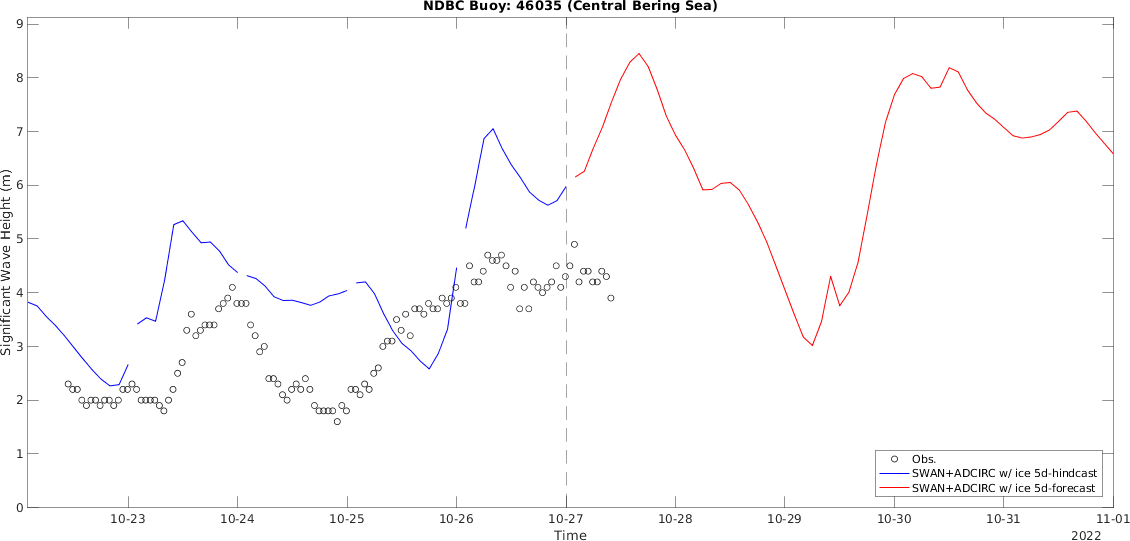 NDBC Buoy: 46035 (Central Bering Sea)
9
8
7
6
5
4
3
2
1
0
Significant Wave Height (m)
Obs.
SWAN+ADCIRC w/ ice 5d-hindcast
SWAN+ADCIRC w/ ice 5d-forecast
10-23 10-24 10-25 10-26 10-27 10-28 10-29 10-30 10-31 11-01
Time
2022